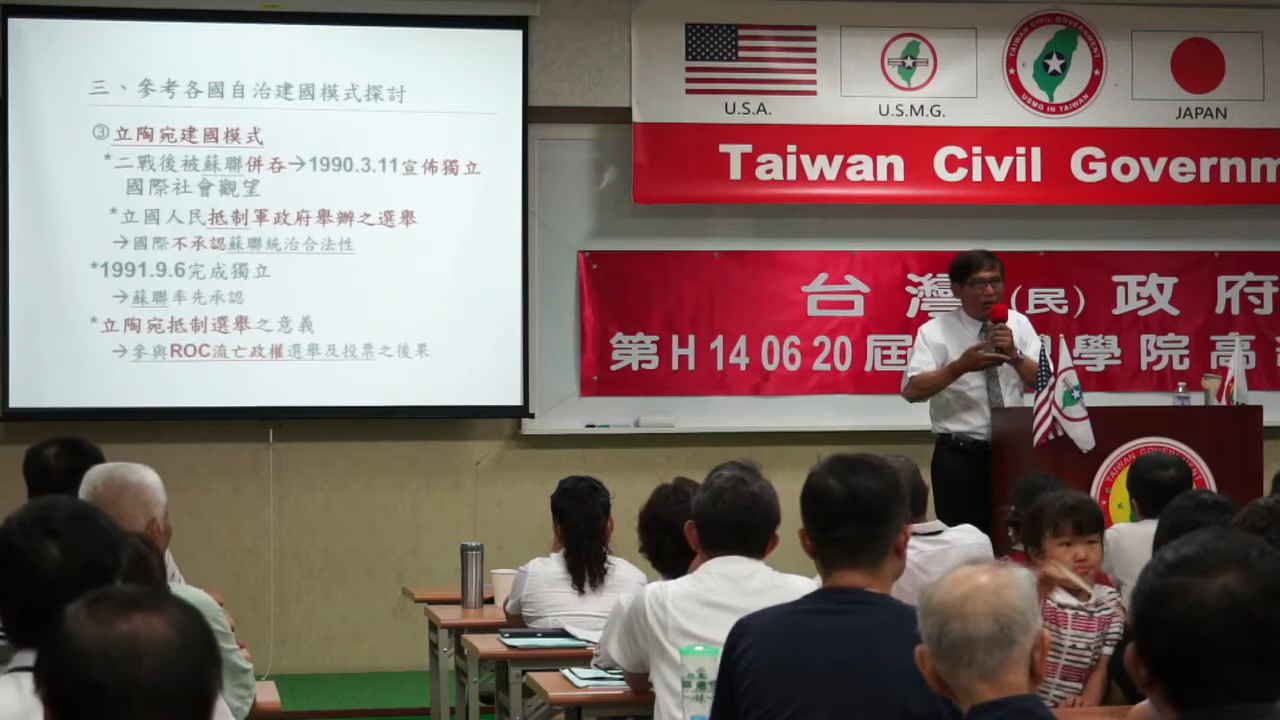 三、參考各國自治建國模式探討
③立陶宛建國模式
*二戰後被蘇聯併吞→1990.3.11宣佈獨立
國際社會觀望
*立國人民抵制軍政府舉辦之選舉
→國際不承認蘇聯統治合法性
*1991.9.6完成獨立
→蘇聯率先承認
*立陶宛抵制選舉之意義
→參與ROC流亡政權選舉及投票之後果
U.S.A.
U.S.M.G.
TAIWAN CIVIL GOVERNMENT
USMG IN TAIWAN
JAPAN
Taiwan Civil Governm
台灣(民)政府
第H 14 06 20屆 學院高
TAIWAN GOVERNMENT